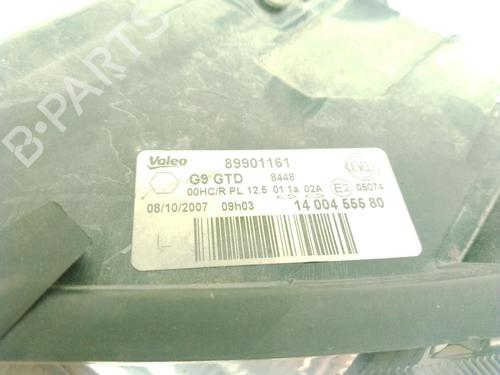 B-PARTS
Valeo 89901161
G9 GTD 8448
00HC/R PL 12.5 01 1a 02A E2 05074
08/10/2007 09h03 14 004 555 80
L